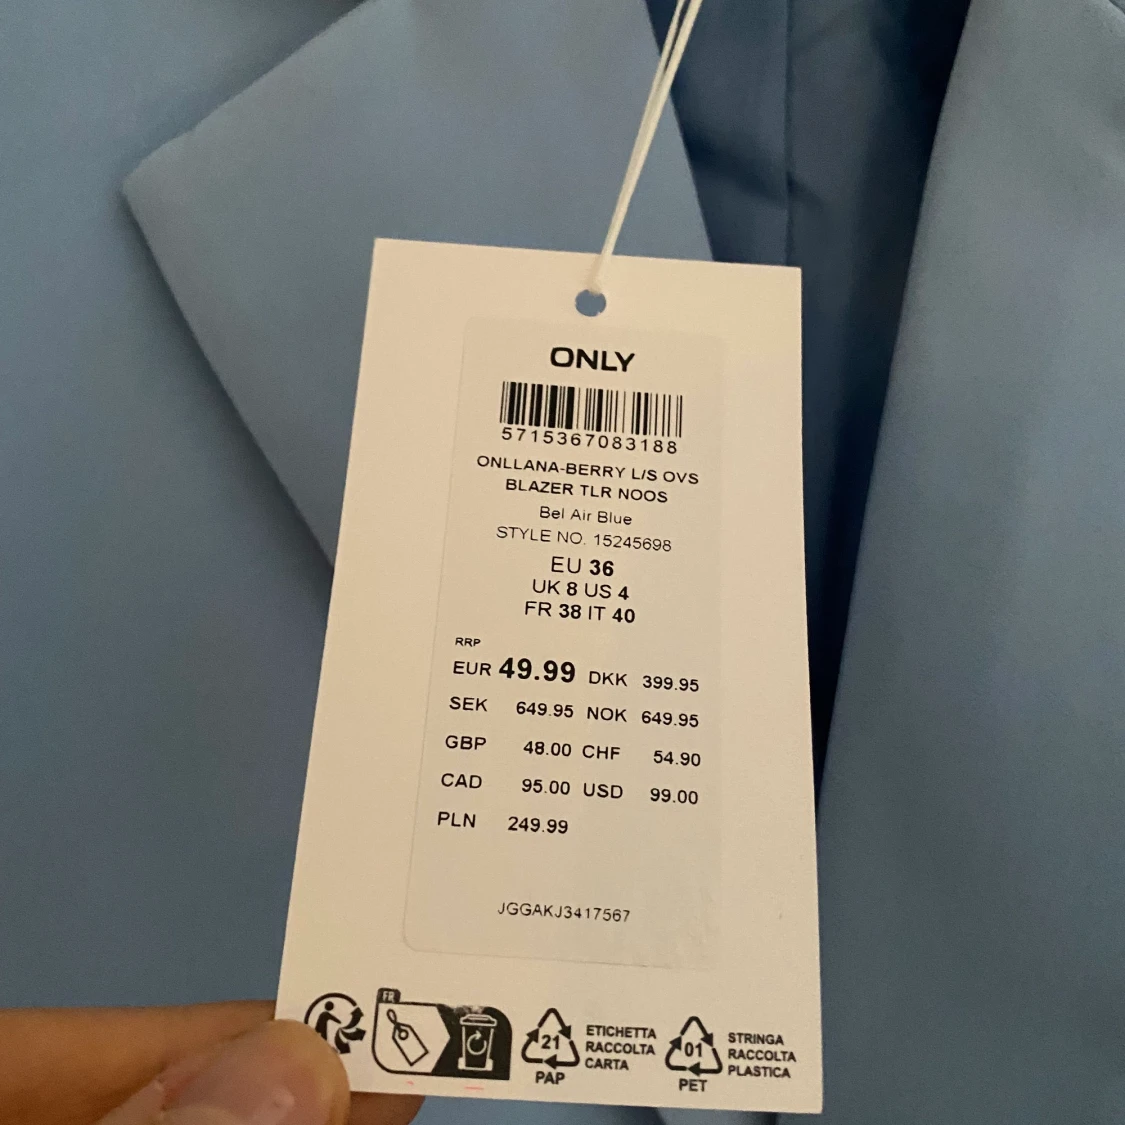 ONLY
5715367083188
ONLLANA-BERRY L/S OVS
BLAZER TLR NOOS
Bel Air Blue
STYLE NO. 15245698
EU 36
UK 8 US 4
FR 38 IT 40
RRP
EUR 49.99 DKK 399.95
SEK 649.95 NOK 649.95
GBP 48.00 CHF 54.90
CAD 95.00 USD 99.00
PLN 249.99
JGGAKJ3417567
FR
21
PAP
ETICHETTA
RACCOLTA
CARTA
01
PET
STRINGA
RACCOLTA
PLASTICA